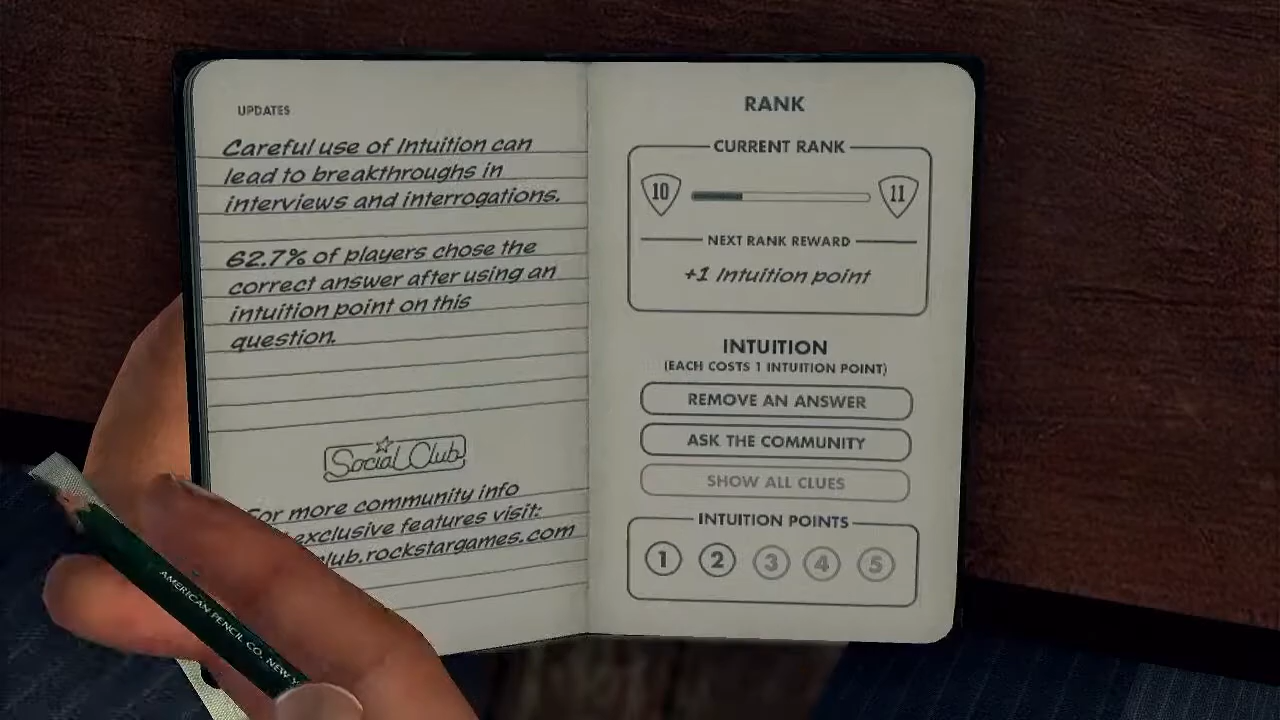 UPDATES
Careful use of Intuition can
lead to breakthroughs in
interviews and interrogations.
62.7% of players chose the
correct answer after using an
intuition point on this
question.
Social Club
For more community info
exclusive features visit:
club.rockstargames.com
RANK
CURRENT RANK
10 11
NEXT RANK REWARD
+1 Intuition point
INTUITION
(EACH COSTS 1 INTUITION POINT)
REMOVE AN ANSWER
ASK THE COMMUNITY
SHOW ALL CLUES
INTUITION POINTS
1 2 3 4 5
AMERICAN PENCIL CO. NEW